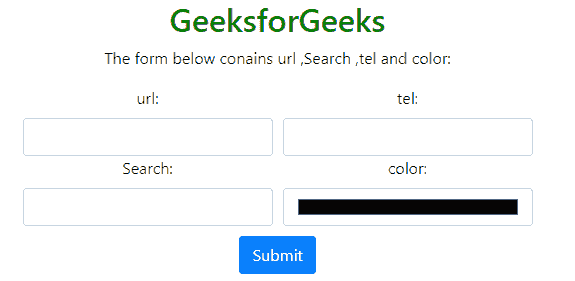 GeeksforGeeks
The form below conains url ,Search ,tel and color:
url: tel:
Search: color:
Submit